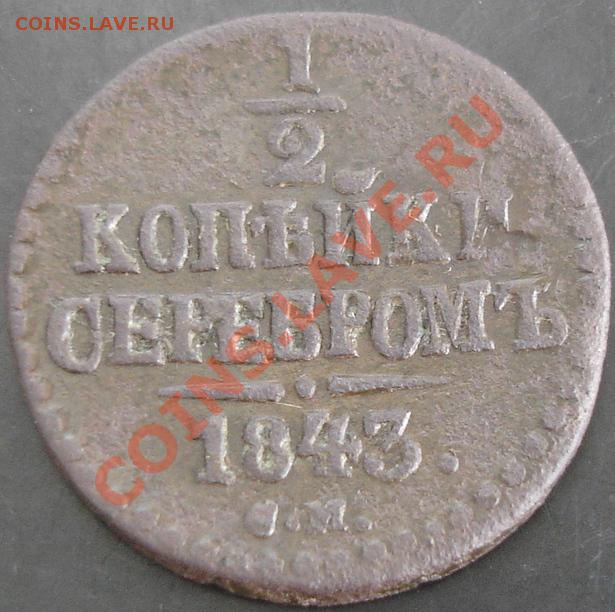 COINS.LAVE.RU
1
2
КОПѢЙКИ
СЕРЕБРОМЪ
1843.
С.М.
COINS.LAVE.RU